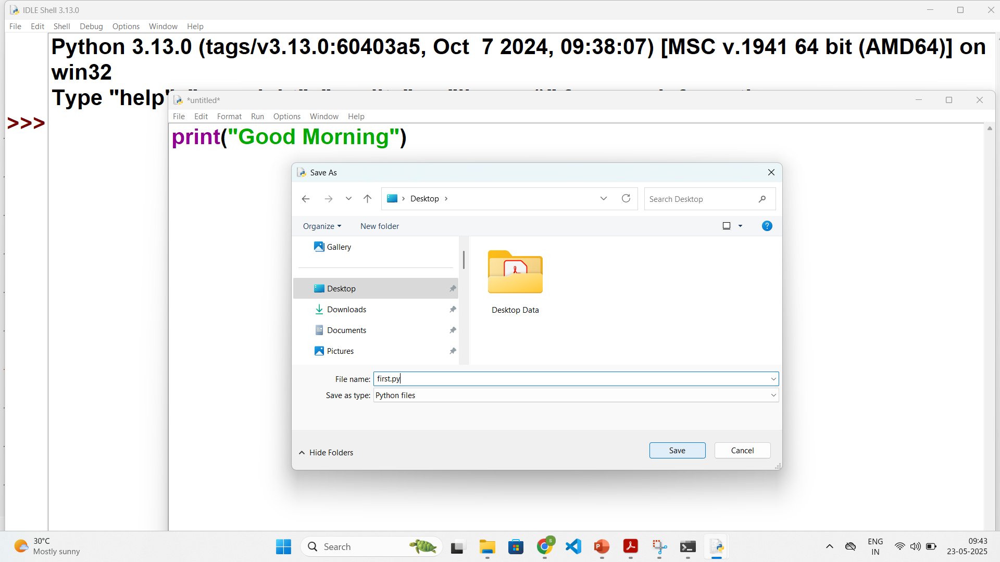 IDLE Shell 3.13.0
File Edit Shell Debug Options Window Help
Python 3.13.0 (tags/v3.13.0:60403a5, Oct  7 2024, 09:38:07) [MSC v.1941 64 bit (AMD64)] on
win32
Type "help"
>>>
*untitled*
File Edit Format Run Options Window Help
print("Good Morning")
Save As
Desktop
Search Desktop
Organize New folder
?
Gallery
Desktop
Downloads
Documents
Pictures
Desktop Data
File name: first.py
Save as type: Python files
Hide Folders
Save Cancel
30°C
Mostly sunny
Search
S
P
ENG
IN
09:43
23-05-2025